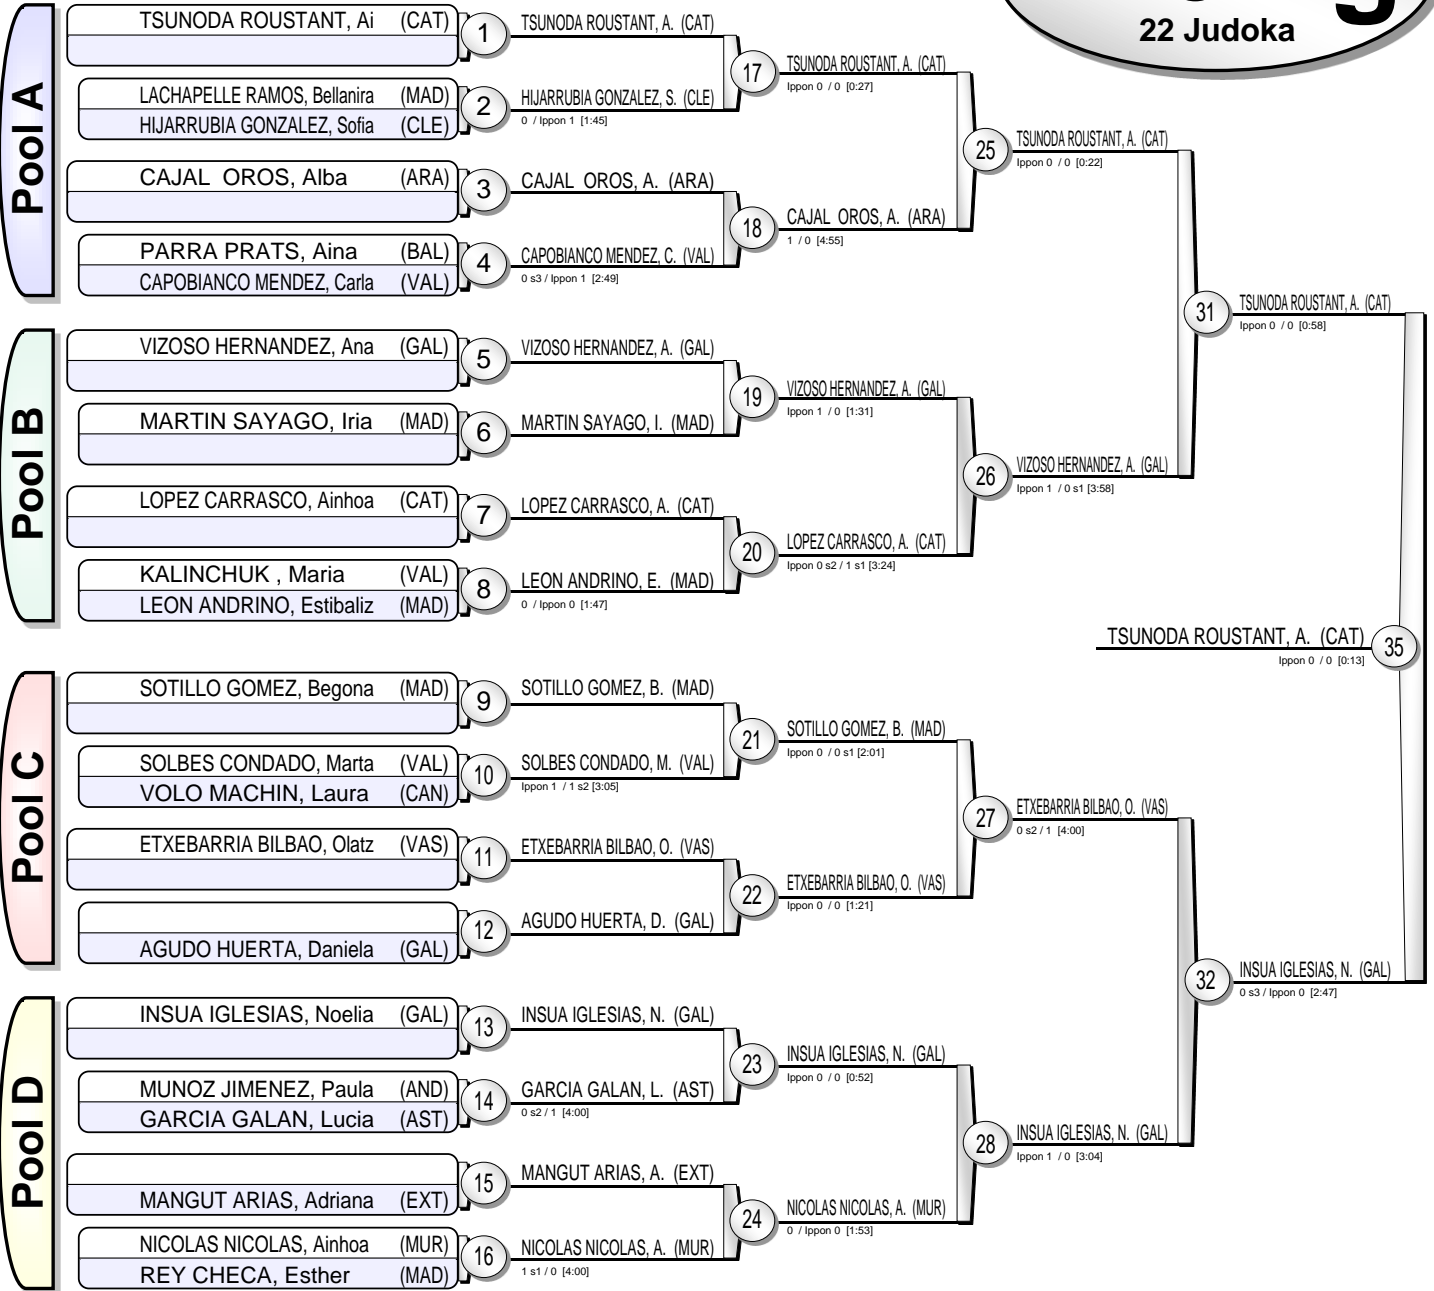 22 Judoka
Pool A
TSUNODA ROUSTANT, Ai (CAT)
1
TSUNODA ROUSTANT, A. (CAT)
LACHAPELLE RAMOS, Bellanira (MAD)
HIJARRUBIA GONZALEZ, Sofia (CLE)
2
HIJARRUBIA GONZALEZ, S. (CLE)
0 / Ippon 1 [1:45]
17
TSUNODA ROUSTANT, A. (CAT)
Ippon 0 / 0 [0:27]
CAJAL OROS, Alba (ARA)
3
CAJAL OROS, A. (ARA)
PARRA PRATS, Aina (BAL)
CAPOBIANCO MENDEZ, Carla (VAL)
4
CAPOBIANCO MENDEZ, C. (VAL)
0 s3 / Ippon 1 [2:49]
18
CAJAL OROS, A. (ARA)
1 / 0 [4:55]
25
TSUNODA ROUSTANT, A. (CAT)
Ippon 0 / 0 [0:22]
Pool B
VIZOSO HERNANDEZ, Ana (GAL)
5
VIZOSO HERNANDEZ, A. (GAL)
MARTIN SAYAGO, Iria (MAD)
6
MARTIN SAYAGO, I. (MAD)
19
VIZOSO HERNANDEZ, A. (GAL)
Ippon 1 / 0 [1:31]
LOPEZ CARRASCO, Ainhoa (CAT)
7
LOPEZ CARRASCO, A. (CAT)
KALINCHUK , Maria (VAL)
LEON ANDRINO, Estibaliz (MAD)
8
LEON ANDRINO, E. (MAD)
0 / Ippon 0 [1:47]
20
LOPEZ CARRASCO, A. (CAT)
Ippon 0 s2 / 1 s1 [3:24]
26
VIZOSO HERNANDEZ, A. (GAL)
Ippon 1 / 0 s1 [3:58]
31
TSUNODA ROUSTANT, A. (CAT)
Ippon 0 / 0 [0:58]
TSUNODA ROUSTANT, A. (CAT)
Ippon 0 / 0 [0:13]
35
Pool C
SOTILLO GOMEZ, Begona (MAD)
9
SOTILLO GOMEZ, B. (MAD)
SOLBES CONDADO, Marta (VAL)
VOLO MACHIN, Laura (CAN)
10
SOLBES CONDADO, M. (VAL)
Ippon 1 / 1 s2 [3:05]
21
SOTILLO GOMEZ, B. (MAD)
Ippon 0 / 0 s1 [2:01]
ETXEBARRIA BILBAO, Olatz (VAS)
11
ETXEBARRIA BILBAO, O. (VAS)
AGUDO HUERTA, Daniela (GAL)
12
AGUDO HUERTA, D. (GAL)
22
ETXEBARRIA BILBAO, O. (VAS)
Ippon 0 / 0 [1:21]
27
ETXEBARRIA BILBAO, O. (VAS)
0 s2 / 1 [4:00]
Pool D
INSUA IGLESIAS, Noelia (GAL)
13
INSUA IGLESIAS, N. (GAL)
MUNOZ JIMENEZ, Paula (AND)
GARCIA GALAN, Lucia (AST)
14
GARCIA GALAN, L. (AST)
0 s2 / 1 [4:00]
23
INSUA IGLESIAS, N. (GAL)
Ippon 0 / 0 [0:52]
MANGUT ARIAS, Adriana (EXT)
15
MANGUT ARIAS, A. (EXT)
NICOLAS NICOLAS, Ainhoa (MUR)
REY CHECA, Esther (MAD)
16
NICOLAS NICOLAS, A. (MUR)
1 s1 / 0 [4:00]
24
NICOLAS NICOLAS, A. (MUR)
0 / Ippon 0 [1:53]
28
INSUA IGLESIAS, N. (GAL)
Ippon 1 / 0 [3:04]
32
INSUA IGLESIAS, N. (GAL)
0 s3 / Ippon 0 [2:47]